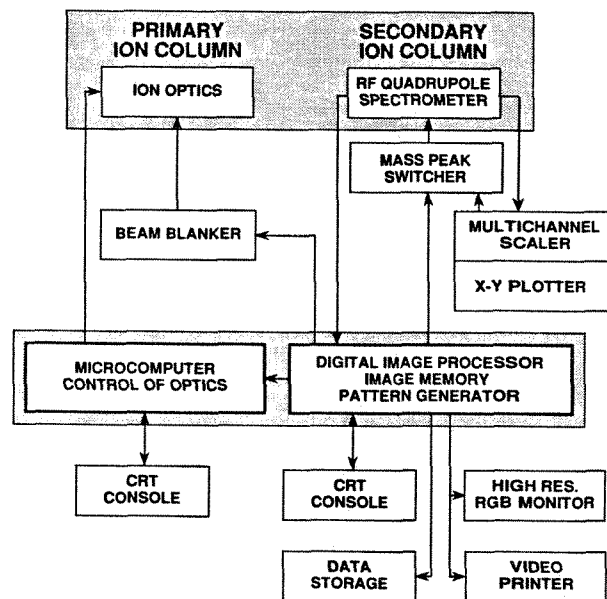 PRIMARY
ION COLUMN
SECONDARY
ION COLUMN
ION OPTICS
RF QUADRUPOLE
SPECTROMETER
MASS PEAK
SWITCHER
BEAM BLANKER
MULTICHANNEL
SCALER
X-Y PLOTTER
MICROCOMPUTER
CONTROL OF OPTICS
DIGITAL IMAGE PROCESSOR
IMAGE MEMORY
PATTERN GENERATOR
CRT
CONSOLE
CRT
CONSOLE
HIGH RES.
RGB MONITOR
DATA
STORAGE
VIDEO
PRINTER